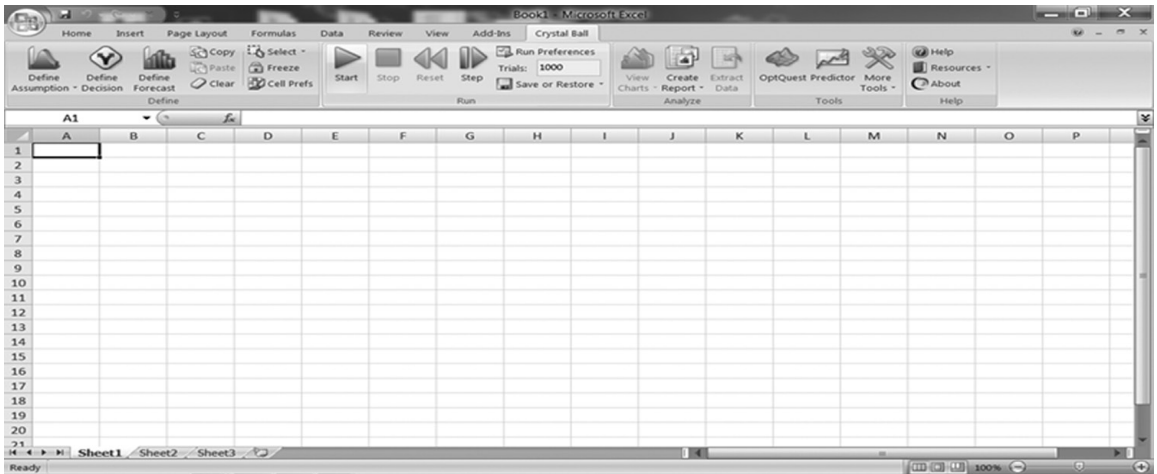 Book1 - Microsoft Excel
Home Insert Page Layout Formulas Data Review View Add-Ins Crystal Ball
Define Assumption
Define Decision
Define Forecast
Copy
Paste
Clear
Select
Freeze
Cell Prefs
Define
Start
Stop
Reset
Step
Run Preferences
Trials: 1000
Save or Restore
Run
View Charts
Create Report
Extract Data
Analyze
OptQuest
Predictor
More Tools
Tools
Help
Resources
About
Help
A1 fx
A B C D E F G H I J K L M N O P
1
2
3
4
5
6
7
8
9
10
11
12
13
14
15
16
17
18
19
20
21
Sheet1 Sheet2 Sheet3
Ready 100%